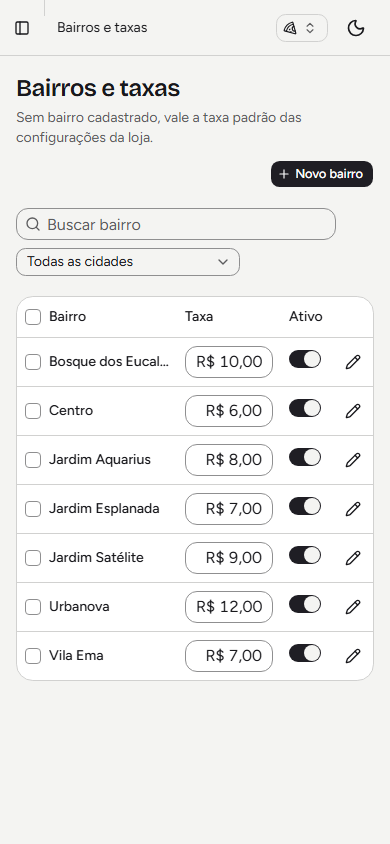 Bairros e taxas
Bairros e taxas
Sem bairro cadastrado, vale a taxa padrão das
configurações da loja.
Novo bairro
Buscar bairro
Todas as cidades
Bairro Taxa Ativo
Bosque dos Eucal... R$ 10,00
Centro R$ 6,00
Jardim Aquarius R$ 8,00
Jardim Esplanada R$ 7,00
Jardim Satélite R$ 9,00
Urbanova R$ 12,00
Vila Ema R$ 7,00